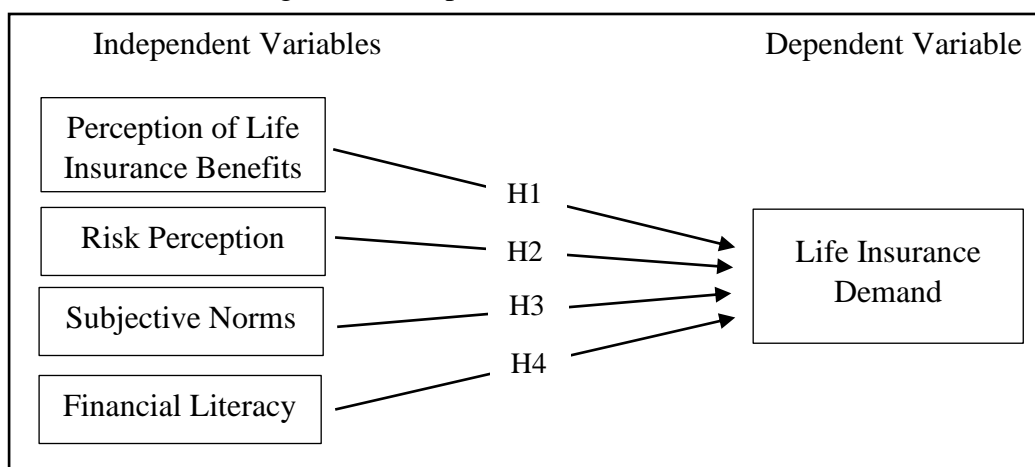 Independent Variables
Dependent Variable
Perception of Life
Insurance Benefits
H1
Risk Perception
H2
Life Insurance
Demand
Subjective Norms
H3
H4
Financial Literacy